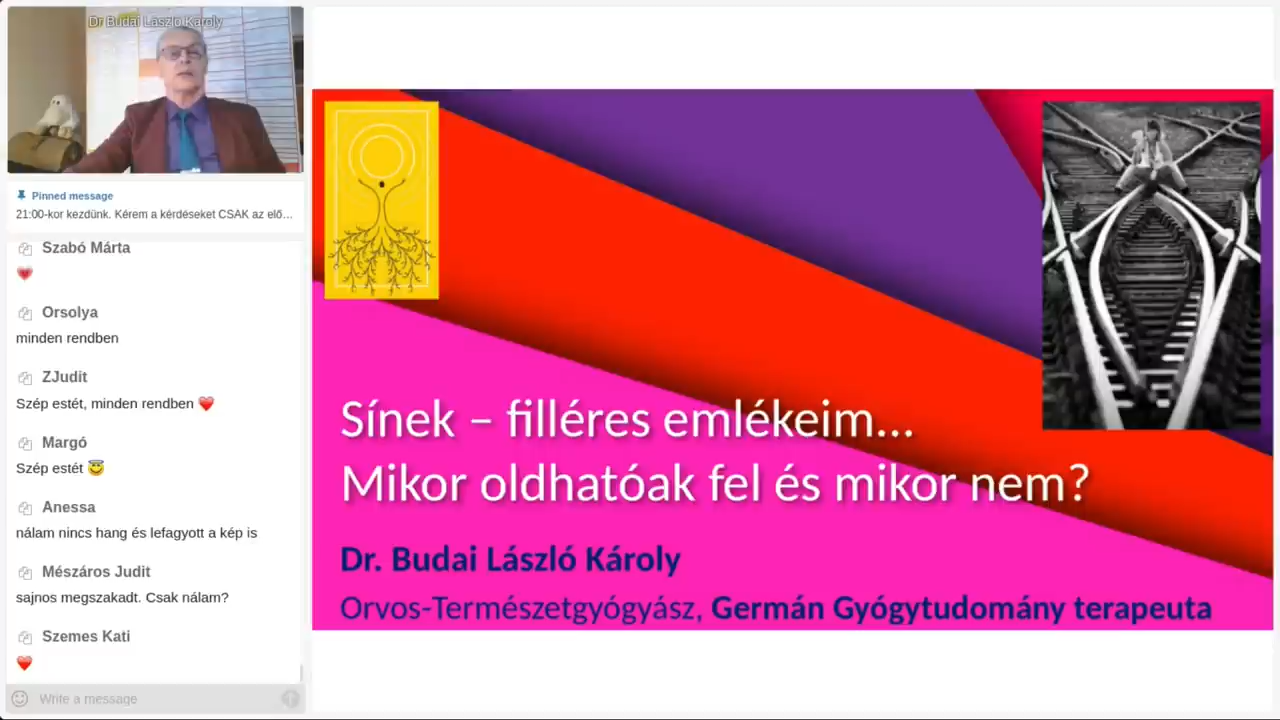 Dr Budai László Károly
Pinned message
21:00-kor kezdünk. Kérem a kérdéseket CSAK az elő...
Szabó Márta
❤️
Orsolya
minden rendben
ZJudit
Szép estét, minden rendben ❤️
Margó
Szép estét 😇
Anessa
nálam nincs hang és lefagyott a kép is
Mészáros Judit
sajnos megszakadt. Csak nálam?
Szemes Kati
❤️
Write a message
Sínek – filléres emlékeim...
Mikor oldhatóak fel és mikor nem?
Dr. Budai László Károly
Orvos-Természetgyógyász, Germán Gyógytudomány terapeuta